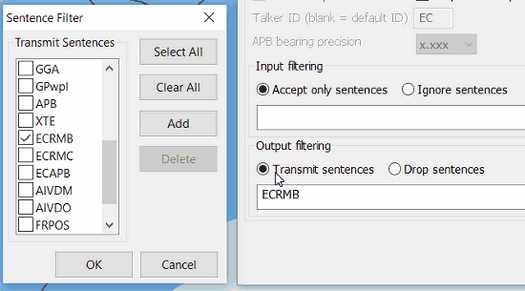 Sentence Filter
Transmit Sentences
GGA
GPwpl
APB
XTE
ECRMB
ECRMC
ECAPB
AIVDM
AIVDO
FRPOS
Select All
Clear All
Add
Delete
OK
Cancel
Talker ID (blank = default ID) EC
APB bearing precision x.xxx
Input filtering
Accept only sentences Ignore sentences
Output filtering
Transmit sentences Drop sentences
ECRMB